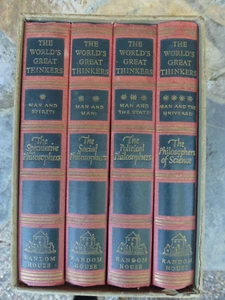 THE
WORLD'S
GREAT
THINKERS
*
MAN AND
SPIRIT:
The
Speculative
Philosophers
RANDOM
HOUSE
THE
WORLD'S
GREAT
THINKERS
**
MAN AND
MAN:
The
Social
Philosophers
RANDOM
HOUSE
THE
WORLD'S
GREAT
THINKERS
***
MAN AND
THE STATE:
The
Political
Philosophers
RANDOM
HOUSE
THE
WORLD'S
GREAT
THINKERS
****
MAN AND THE
UNIVERSE:
The
Philosophers
of Science
RANDOM
HOUSE